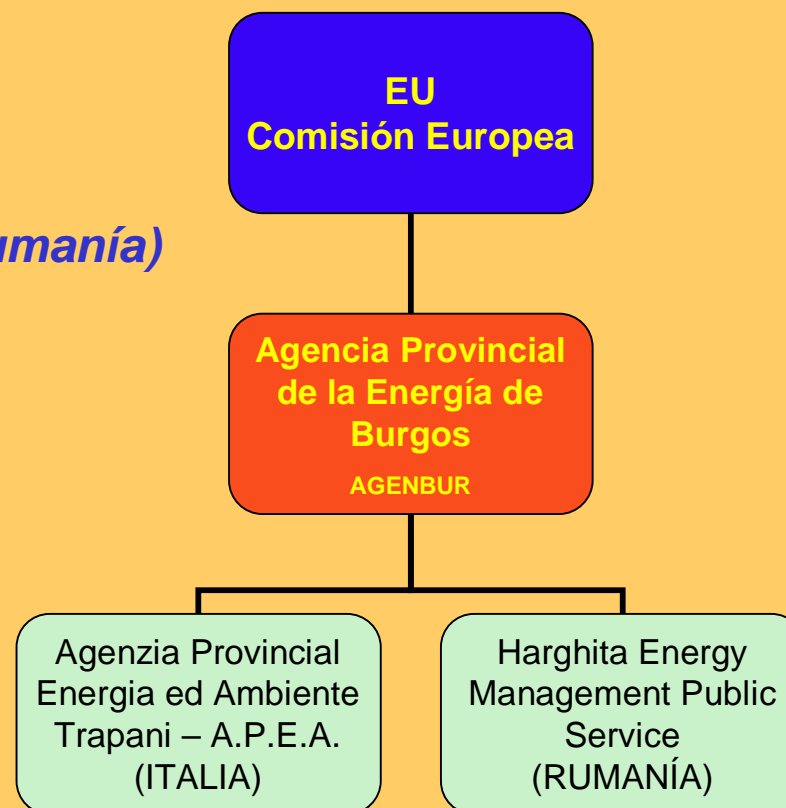 EU
Comisión Europea
umanía)
Agencia Provincial
de la Energía de
Burgos
AGENBUR
Agenzia Provincial
Energia ed Ambiente
Trapani – A.P.E.A.
(ITALIA)
Harghita Energy
Management Public
Service
(RUMANÍA)